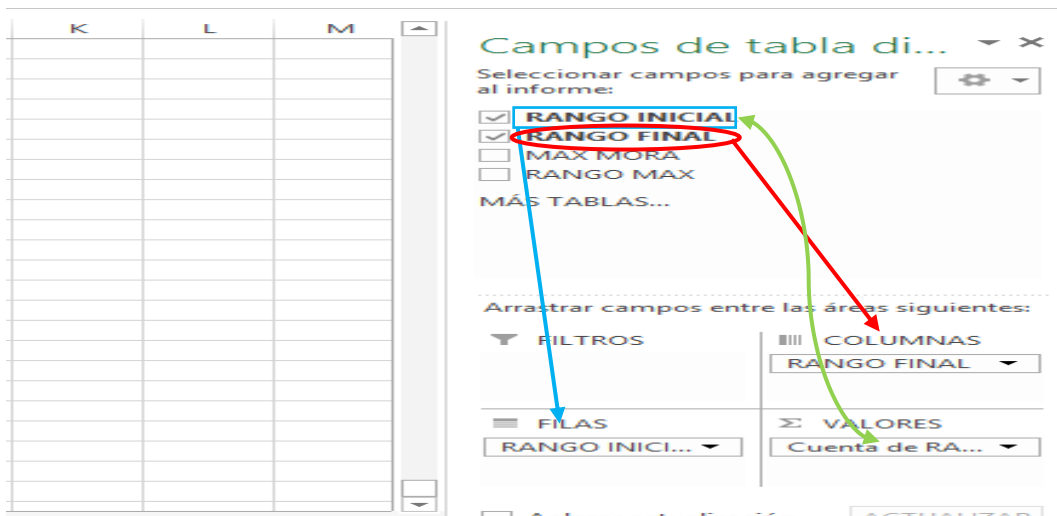 K L M
Campos de tabla di...
Seleccionar campos para agregar
al informe:
RANGO INICIAL
RANGO FINAL
MAX MORA
RANGO MAX
MÁS TABLAS...
Arrastrar campos entre las áreas siguientes:
FILTROS
COLUMNAS
RANGO FINAL
FILAS
RANGO INICI...
Σ VALORES
Cuenta de RA...
ACTUALIZAR